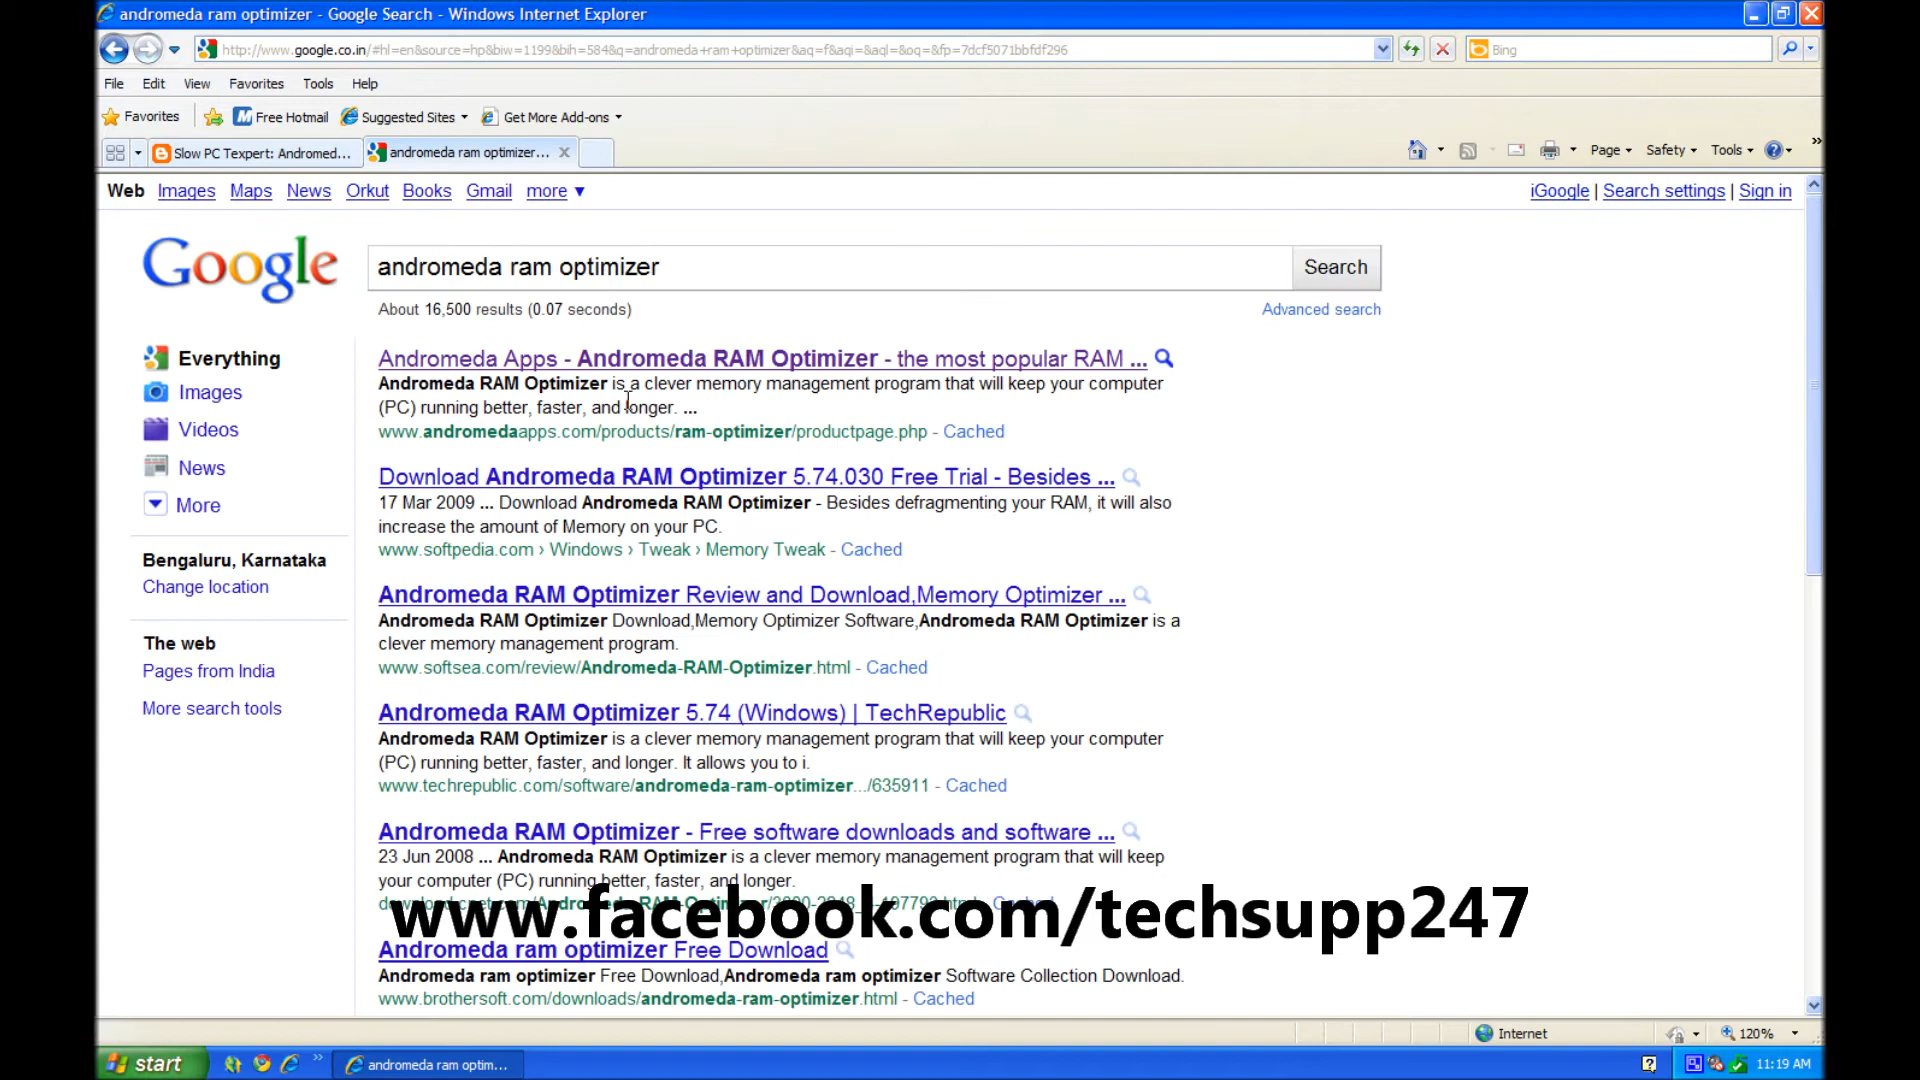 andromeda ram optimizer - Google Search - Windows Internet Explorer
http://www.google.co.in/#hl=en&source=hp&biw=1199&bih=584&q=andromeda+ram+optimizer&aq=f&aqi=&aql=&oq=&fp=7dcf5071bbfdf296
Bing
File Edit View Favorites Tools Help
Favorites Free Hotmail Suggested Sites Get More Add-ons
Slow PC Texpert: Andromed... andromeda ram optimizer... Page Safety Tools
Web Images Maps News Orkut Books Gmail more ▼ iGoogle | Search settings | Sign in
Google andromeda ram optimizer Search
About 16,500 results (0.07 seconds) Advanced search
Everything
Images
Videos
News
More
Bengaluru, Karnataka
Change location
The web
Pages from India
More search tools
Andromeda Apps - Andromeda RAM Optimizer - the most popular RAM ...
Andromeda RAM Optimizer is a clever memory management program that will keep your computer
(PC) running better, faster, and longer. ...
www.andromedaapps.com/products/ram-optimizer/productpage.php - Cached
Download Andromeda RAM Optimizer 5.74.030 Free Trial - Besides ...
17 Mar 2009 ... Download Andromeda RAM Optimizer - Besides defragmenting your RAM, it will also
increase the amount of Memory on your PC.
www.softpedia.com › Windows › Tweak › Memory Tweak - Cached
Andromeda RAM Optimizer Review and Download,Memory Optimizer ...
Andromeda RAM Optimizer Download,Memory Optimizer Software,Andromeda RAM Optimizer is a
clever memory management program.
www.softsea.com/review/Andromeda-RAM-Optimizer.html - Cached
Andromeda RAM Optimizer 5.74 (Windows) | TechRepublic
Andromeda RAM Optimizer is a clever memory management program that will keep your computer
(PC) running better, faster, and longer. It allows you to i.
www.techrepublic.com/software/andromeda-ram-optimizer.../635911 - Cached
Andromeda RAM Optimizer - Free software downloads and software ...
23 Jun 2008 ... Andromeda RAM Optimizer is a clever memory management program that will keep
your computer (PC) running better, faster, and longer.
www.facebook.com/techsupp247
Andromeda ram optimizer Free Download
Andromeda ram optimizer Free Download,Andromeda ram optimizer Software Collection Download.
www.brothersoft.com/downloads/andromeda-ram-optimizer.html - Cached
Internet 120%
start andromeda ram optim... 11:19 AM